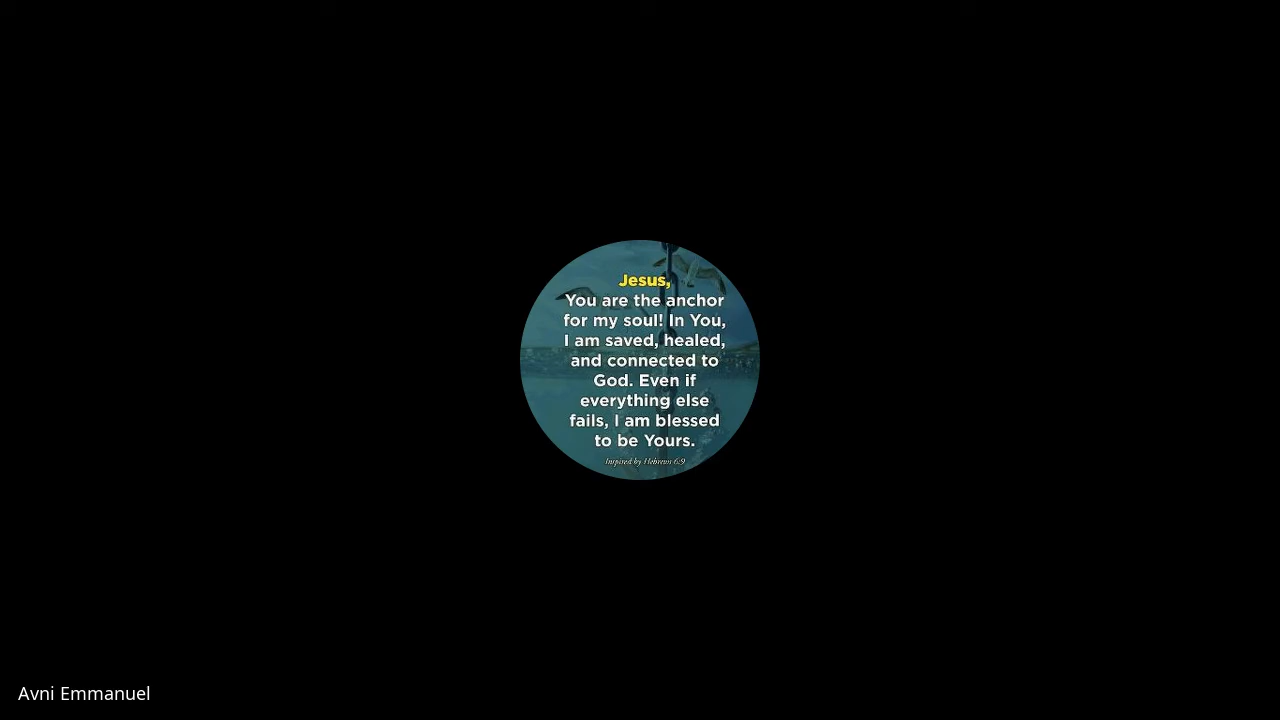 Jesus,
You are the anchor
for my soul! In You,
I am saved, healed,
and connected to
God. Even if
everything else
fails, I am blessed
to be Yours.
Inspired by Hebrews 6:9
Avni Emmanuel